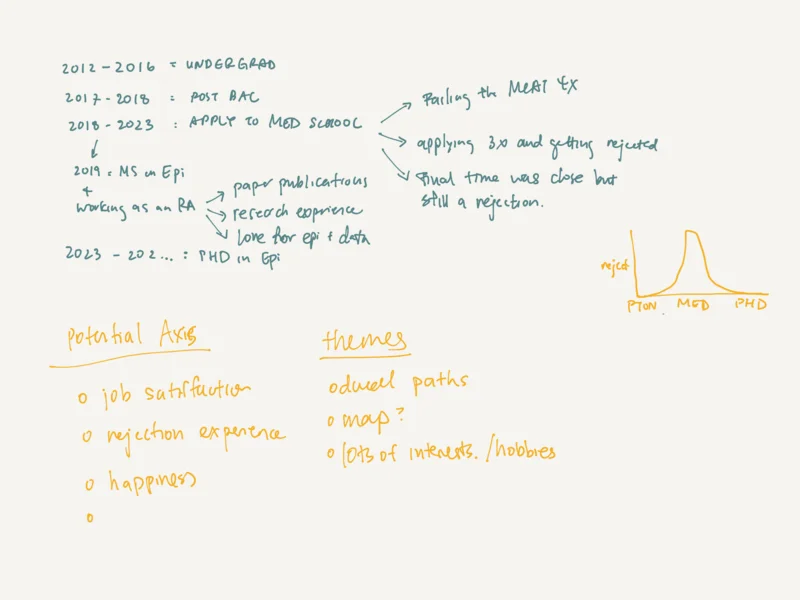 2012 - 2016 = UNDERGRAD
2017 - 2018 = POST BAC
2018 - 2023 : APPLY TO MED SCHOOL
Failing the MCAT 4x
applying 3x and getting rejected
Final time was close but
still a rejection.
2019 = MS in Epi
+
working as an RA
paper publications
research experience
Love for epi + data
2023 - 202... : PHD in Epi
reject
PTON. MED PHD
Potential Axis
o job satisfaction
o rejection experience
o happiness
o
themes
o paths
o map?
o lots of interests. / hobbies